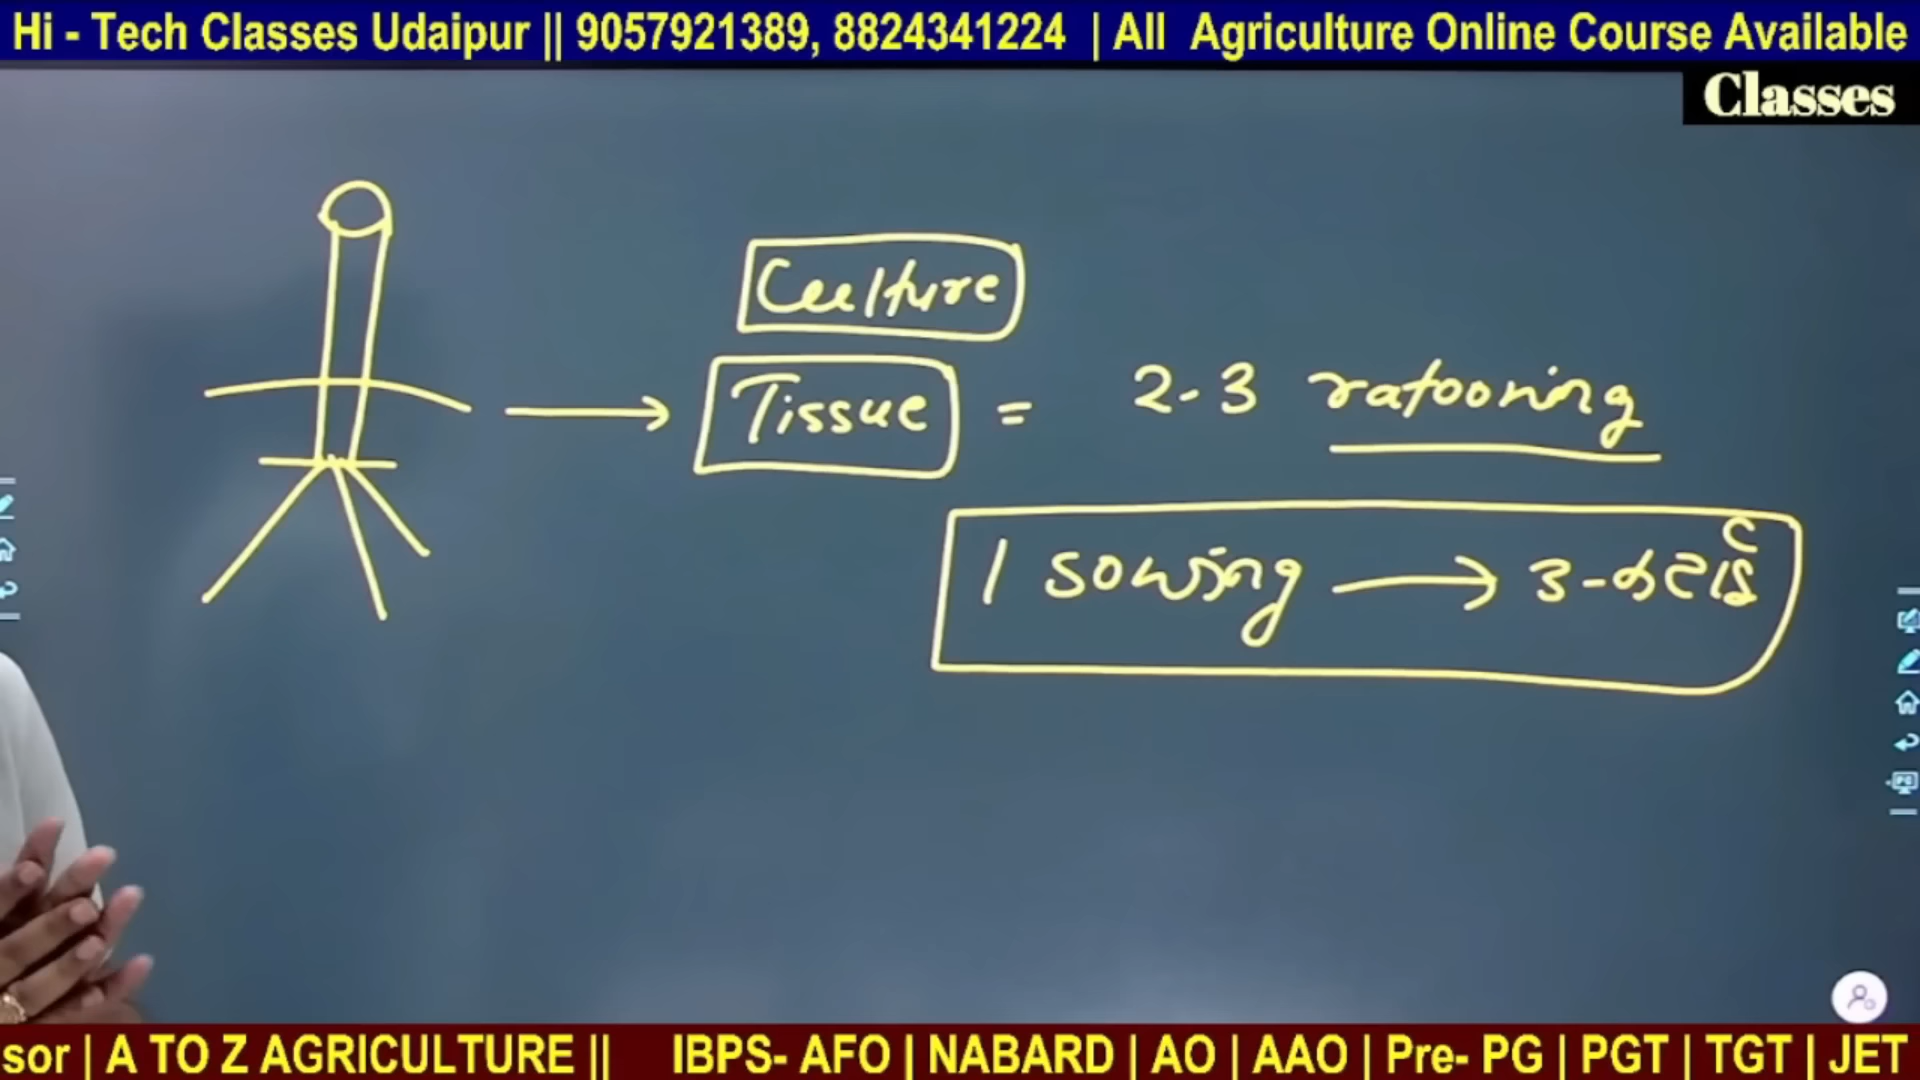 Hi - Tech Classes Udaipur || 9057921389, 8824341224 | All Agriculture Online Course Available
Classes
Culture
Tissue = 2-3 ratooning
1 sowing → 3-कटाई
sor | A TO Z AGRICULTURE || IBPS- AFO | NABARD | AO | AAO | Pre- PG | PGT | TGT | JET